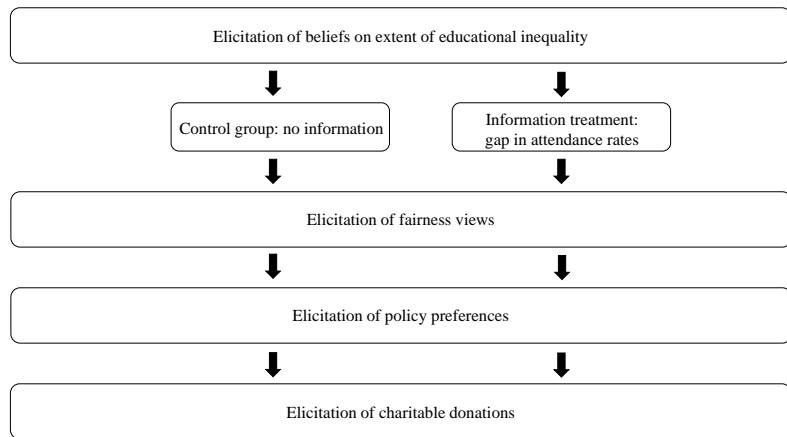 Elicitation of beliefs on extent of educational inequality
Control group: no information
Information treatment:
gap in attendance rates
Elicitation of fairness views
Elicitation of policy preferences
Elicitation of charitable donations